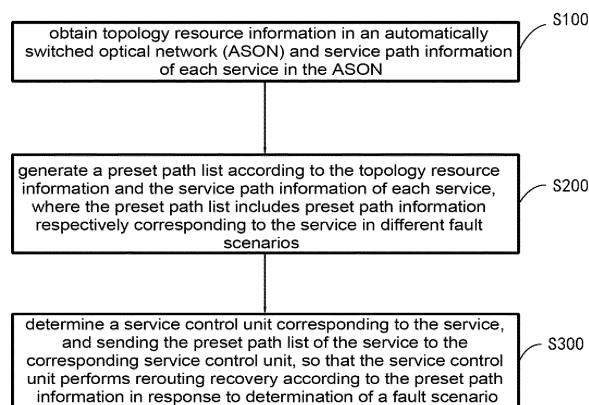 obtain topology resource information in an automatically
switched optical network (ASON) and service path information
of each service in the ASON
S100
generate a preset path list according to the topology resource
information and the service path information of each service,
where the preset path list includes preset path information
respectively corresponding to the service in different fault
scenarios
S200
determine a service control unit corresponding to the service,
and sending the preset path list of the service to the
corresponding service control unit, so that the service control
unit performs rerouting recovery according to the preset path
information in response to determination of a fault scenario
S300